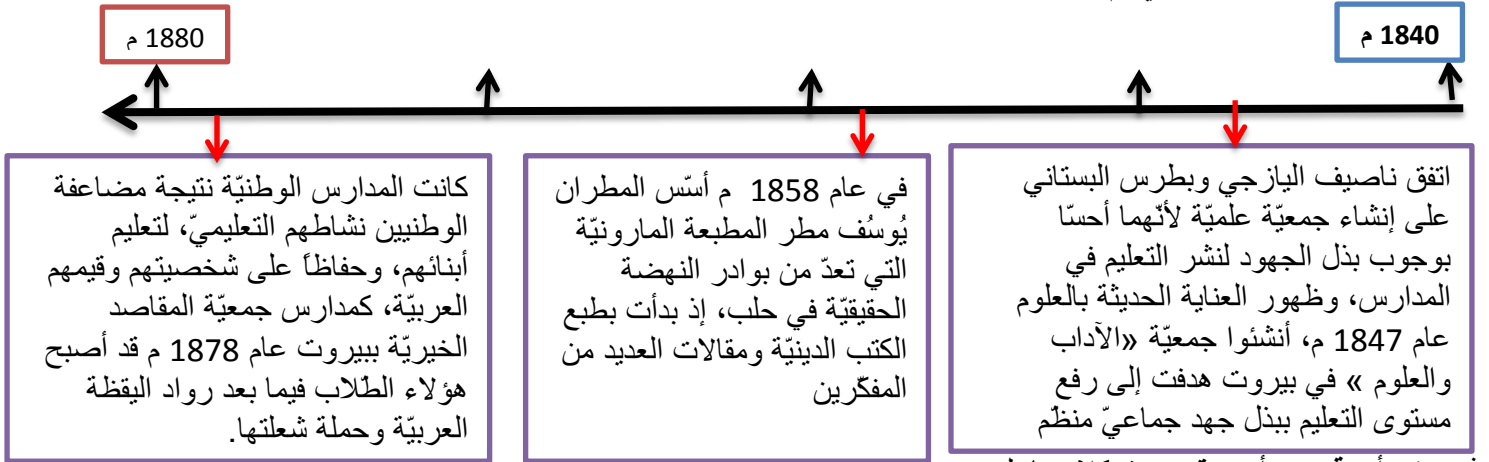 1840 م
1880 م
اتفق ناصيف اليازجي وبطرس البستاني
على إنشاء جمعيّة علميّة لأنّهما أحسّا
بوجوب بذل الجهود لنشر التعليم في
المدارس، وظهور العناية الحديثة بالعلوم
عام 1847 م، أنشئوا جمعيّة «الآداب
والعلوم » في بيروت هدفت إلى رفع
مستوى التعليم ببذل جهد جماعيّ منظّم
في عام 1858 م أسّس المطران
يُوسُف مطر المطبعة المارونيّة
التي تعدّ من بوادر النهضة
الحقيقيّة في حلب، إذ بدأت بطبع
الكتب الدينيّة ومقالات العديد من
المفكّرين
كانت المدارس الوطنيّة نتيجة مضاعفة
الوطنيين نشاطهم التعليميّ، لتعليم
أبنائهم، وحفاظاً على شخصيتهم وقيمهم
العربيّة، كمدارس جمعيّة المقاصد
الخيريّة ببيروت عام 1878 م قد أصبح
هؤلاء الطّلاب فيما بعد رواد اليقظة
العربيّة وحملة شعلتها.